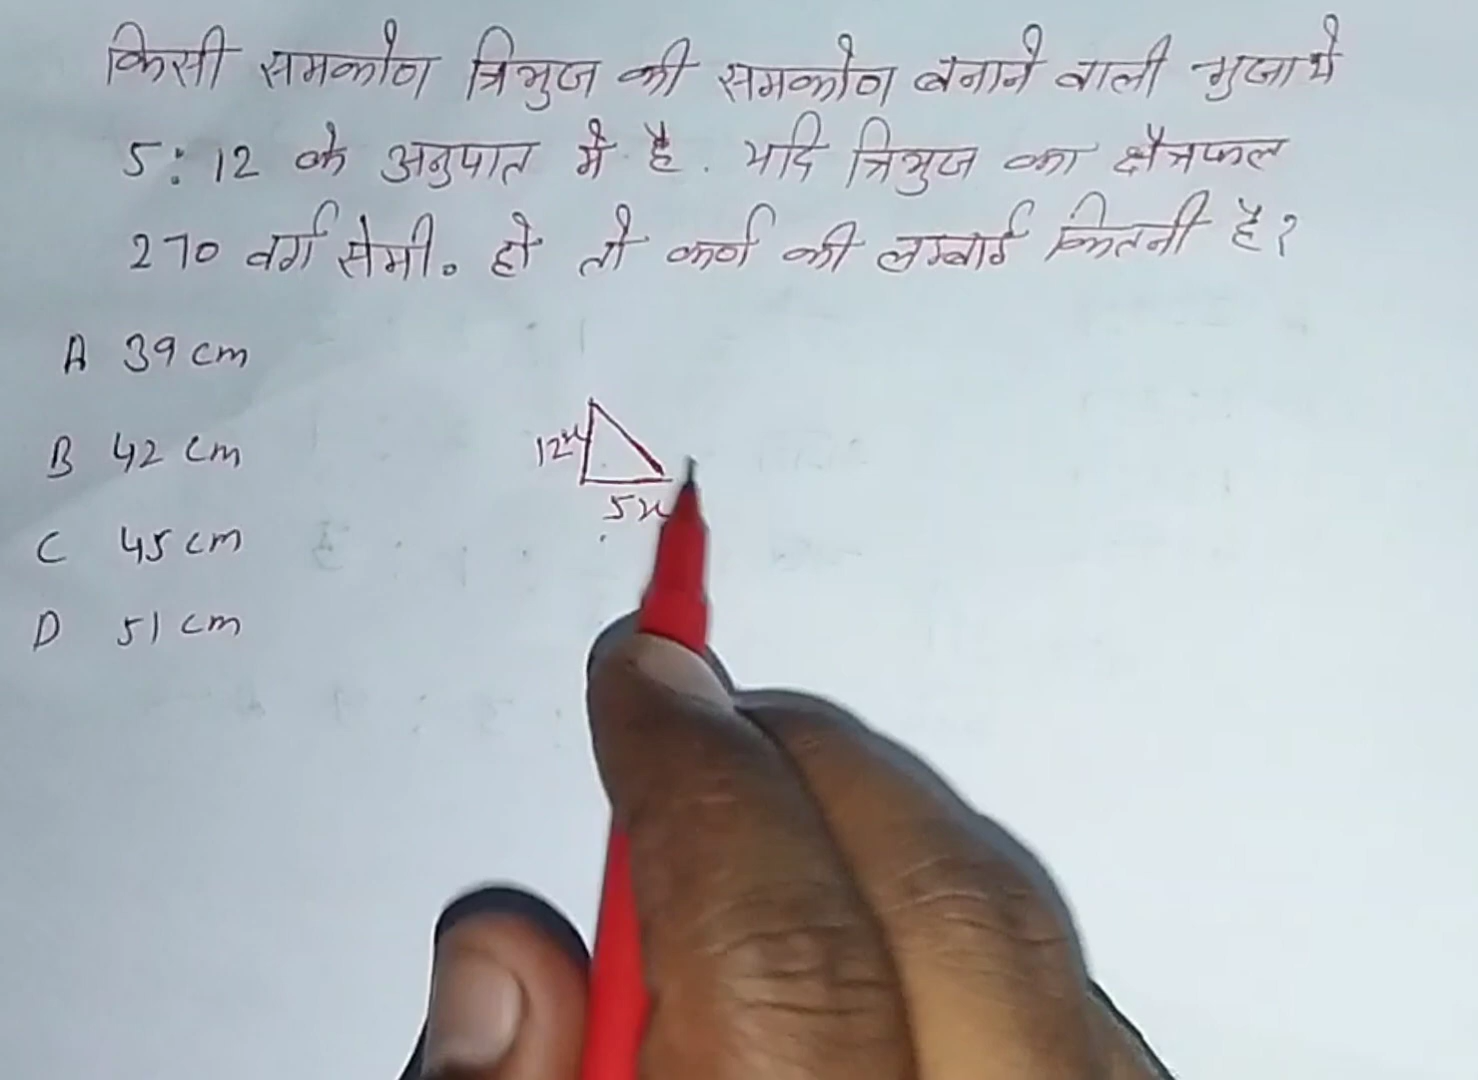 किसी समकोण त्रिभुज की समकोण बनाने वाली भुजाये
5:12 के अनुपात में है. यदि त्रिभुज का क्षैत्रफल
270 वर्ग सेमी. हो तो कर्ण की लम्बाई कितनी है?
A 39 cm
B 42 cm
C 45 cm
D 51 cm
12x
5x